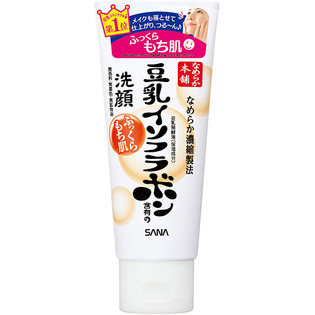 第1位
メイクも落とせて
仕上がり、つる〜ん♪
ふっくら
もち肌
なめらか
本舗
なめらか濃縮製法
豆乳イソフラボン
含有の
豆乳発酵液(保湿成分)
洗顔
ふっくら
もち肌
SANA